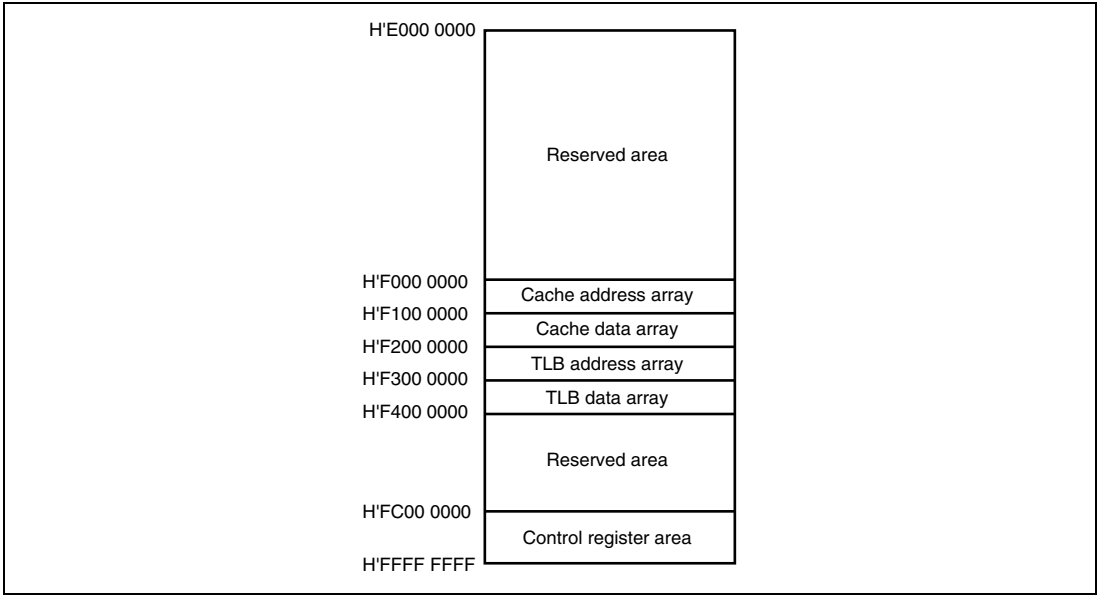 H'E000 0000
Reserved area
H'F000 0000
Cache address array
H'F100 0000
Cache data array
H'F200 0000
TLB address array
H'F300 0000
TLB data array
H'F400 0000
Reserved area
H'FC00 0000
Control register area
H'FFFF FFFF